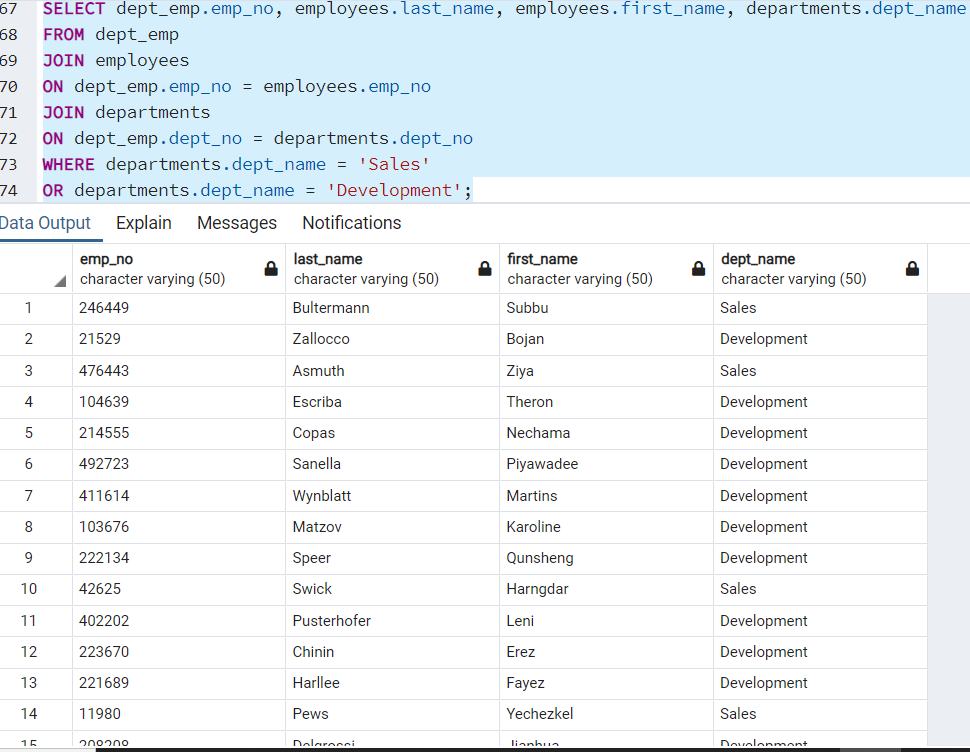 67 SELECT dept_emp.emp_no, employees.last_name, employees.first_name, departments.dept_name
68 FROM dept_emp
69 JOIN employees
70 ON dept_emp.emp_no = employees.emp_no
71 JOIN departments
72 ON dept_emp.dept_no = departments.dept_no
73 WHERE departments.dept_name = 'Sales'
74 OR departments.dept_name = 'Development';
Data Output Explain Messages Notifications
emp_no last_name first_name dept_name
character varying (50) character varying (50) character varying (50) character varying (50)
1 246449 Bultermann Subbu Sales
2 21529 Zallocco Bojan Development
3 476443 Asmuth Ziya Sales
4 104639 Escriba Theron Development
5 214555 Copas Nechama Development
6 492723 Sanella Piyawadee Development
7 411614 Wynblatt Martins Development
8 103676 Matzov Karoline Development
9 222134 Speer Qunsheng Development
10 42625 Swick Harngdar Sales
11 402202 Pusterhofer Leni Development
12 223670 Chinin Erez Development
13 221689 Harllee Fayez Development
14 11980 Pews Yechezkel Sales
15 208208 Delgrossi Jianhua Development